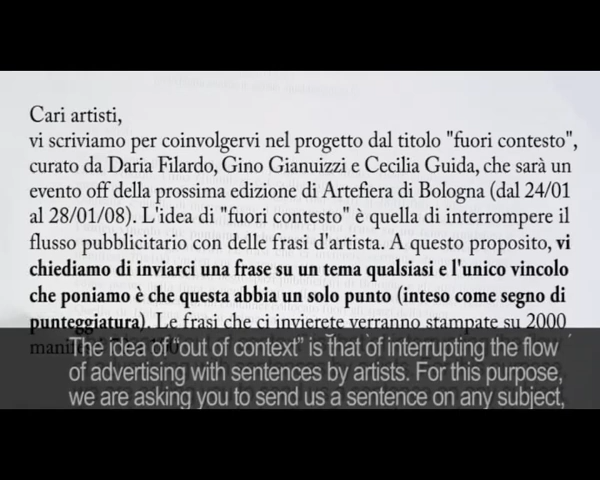 Cari artisti,
vi scriviamo per coinvolgervi nel progetto dal titolo "fuori contesto",
curato da Daria Filardo, Gino Gianuizzi e Cecilia Guida, che sarà un
evento off della prossima edizione di Artefiera di Bologna (dal 24/01
al 28/01/08). L'idea di "fuori contesto" è quella di interrompere il
flusso pubblicitario con delle frasi d'artista. A questo proposito, vi
chiediamo di inviarci una frase su un tema qualsiasi e l'unico vincolo
che poniamo è che questa abbia un solo punto (inteso come segno di
punteggiatura). Le frasi che ci invierete verranno stampate su 2000
The idea of “out of context” is that of interrupting the flow
of advertising with sentences by artists. For this purpose,
we are asking you to send us a sentence on any subject,